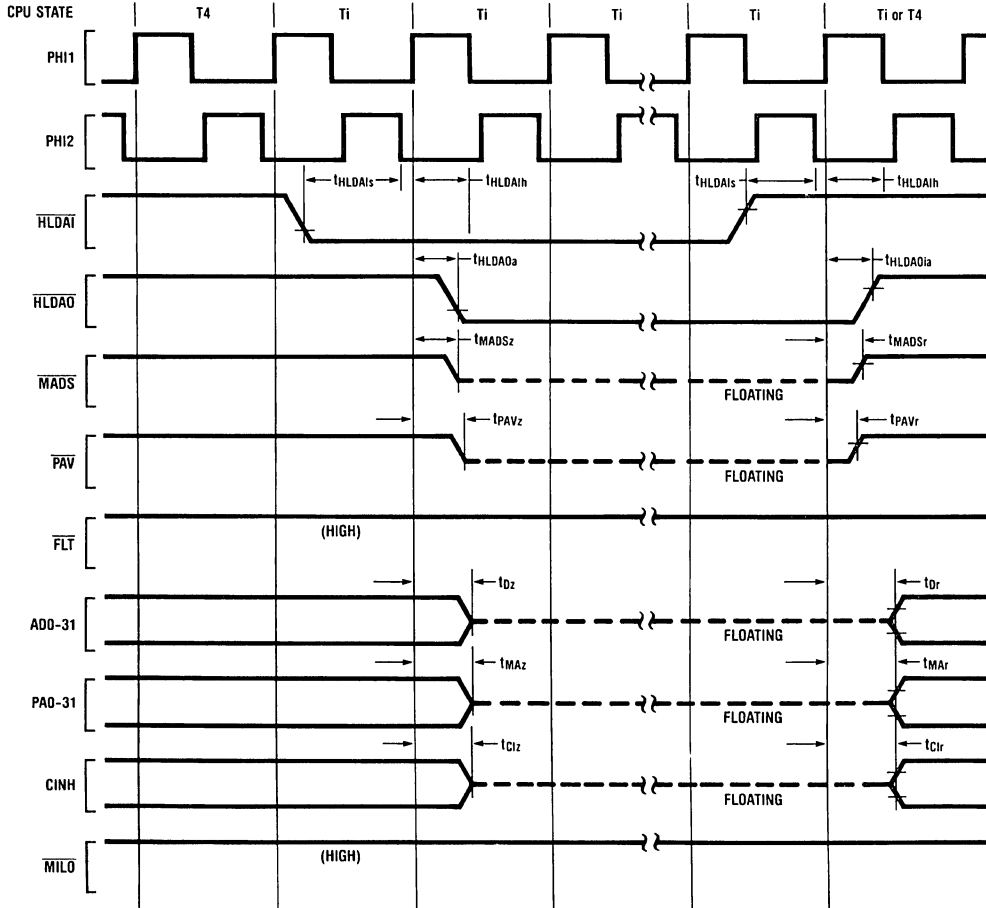 CPU STATE T4 Ti Ti Ti Ti Ti or T4
PHI1
PHI2
tHLDAIs tHLDAIh tHLDAIs tHLDAIh
HLDAI
tHLDAOa tHLDAOia
HLDAO
tMADSz tMADSr
MADS
FLOATING
tPAVz tPAVr
PAV
FLOATING
(HIGH)
FLT
tDz tDr
AD0-31
FLOATING
tMAz tMAr
PA0-31
FLOATING
tCIz tCIr
CINH
FLOATING
(HIGH)
MILO